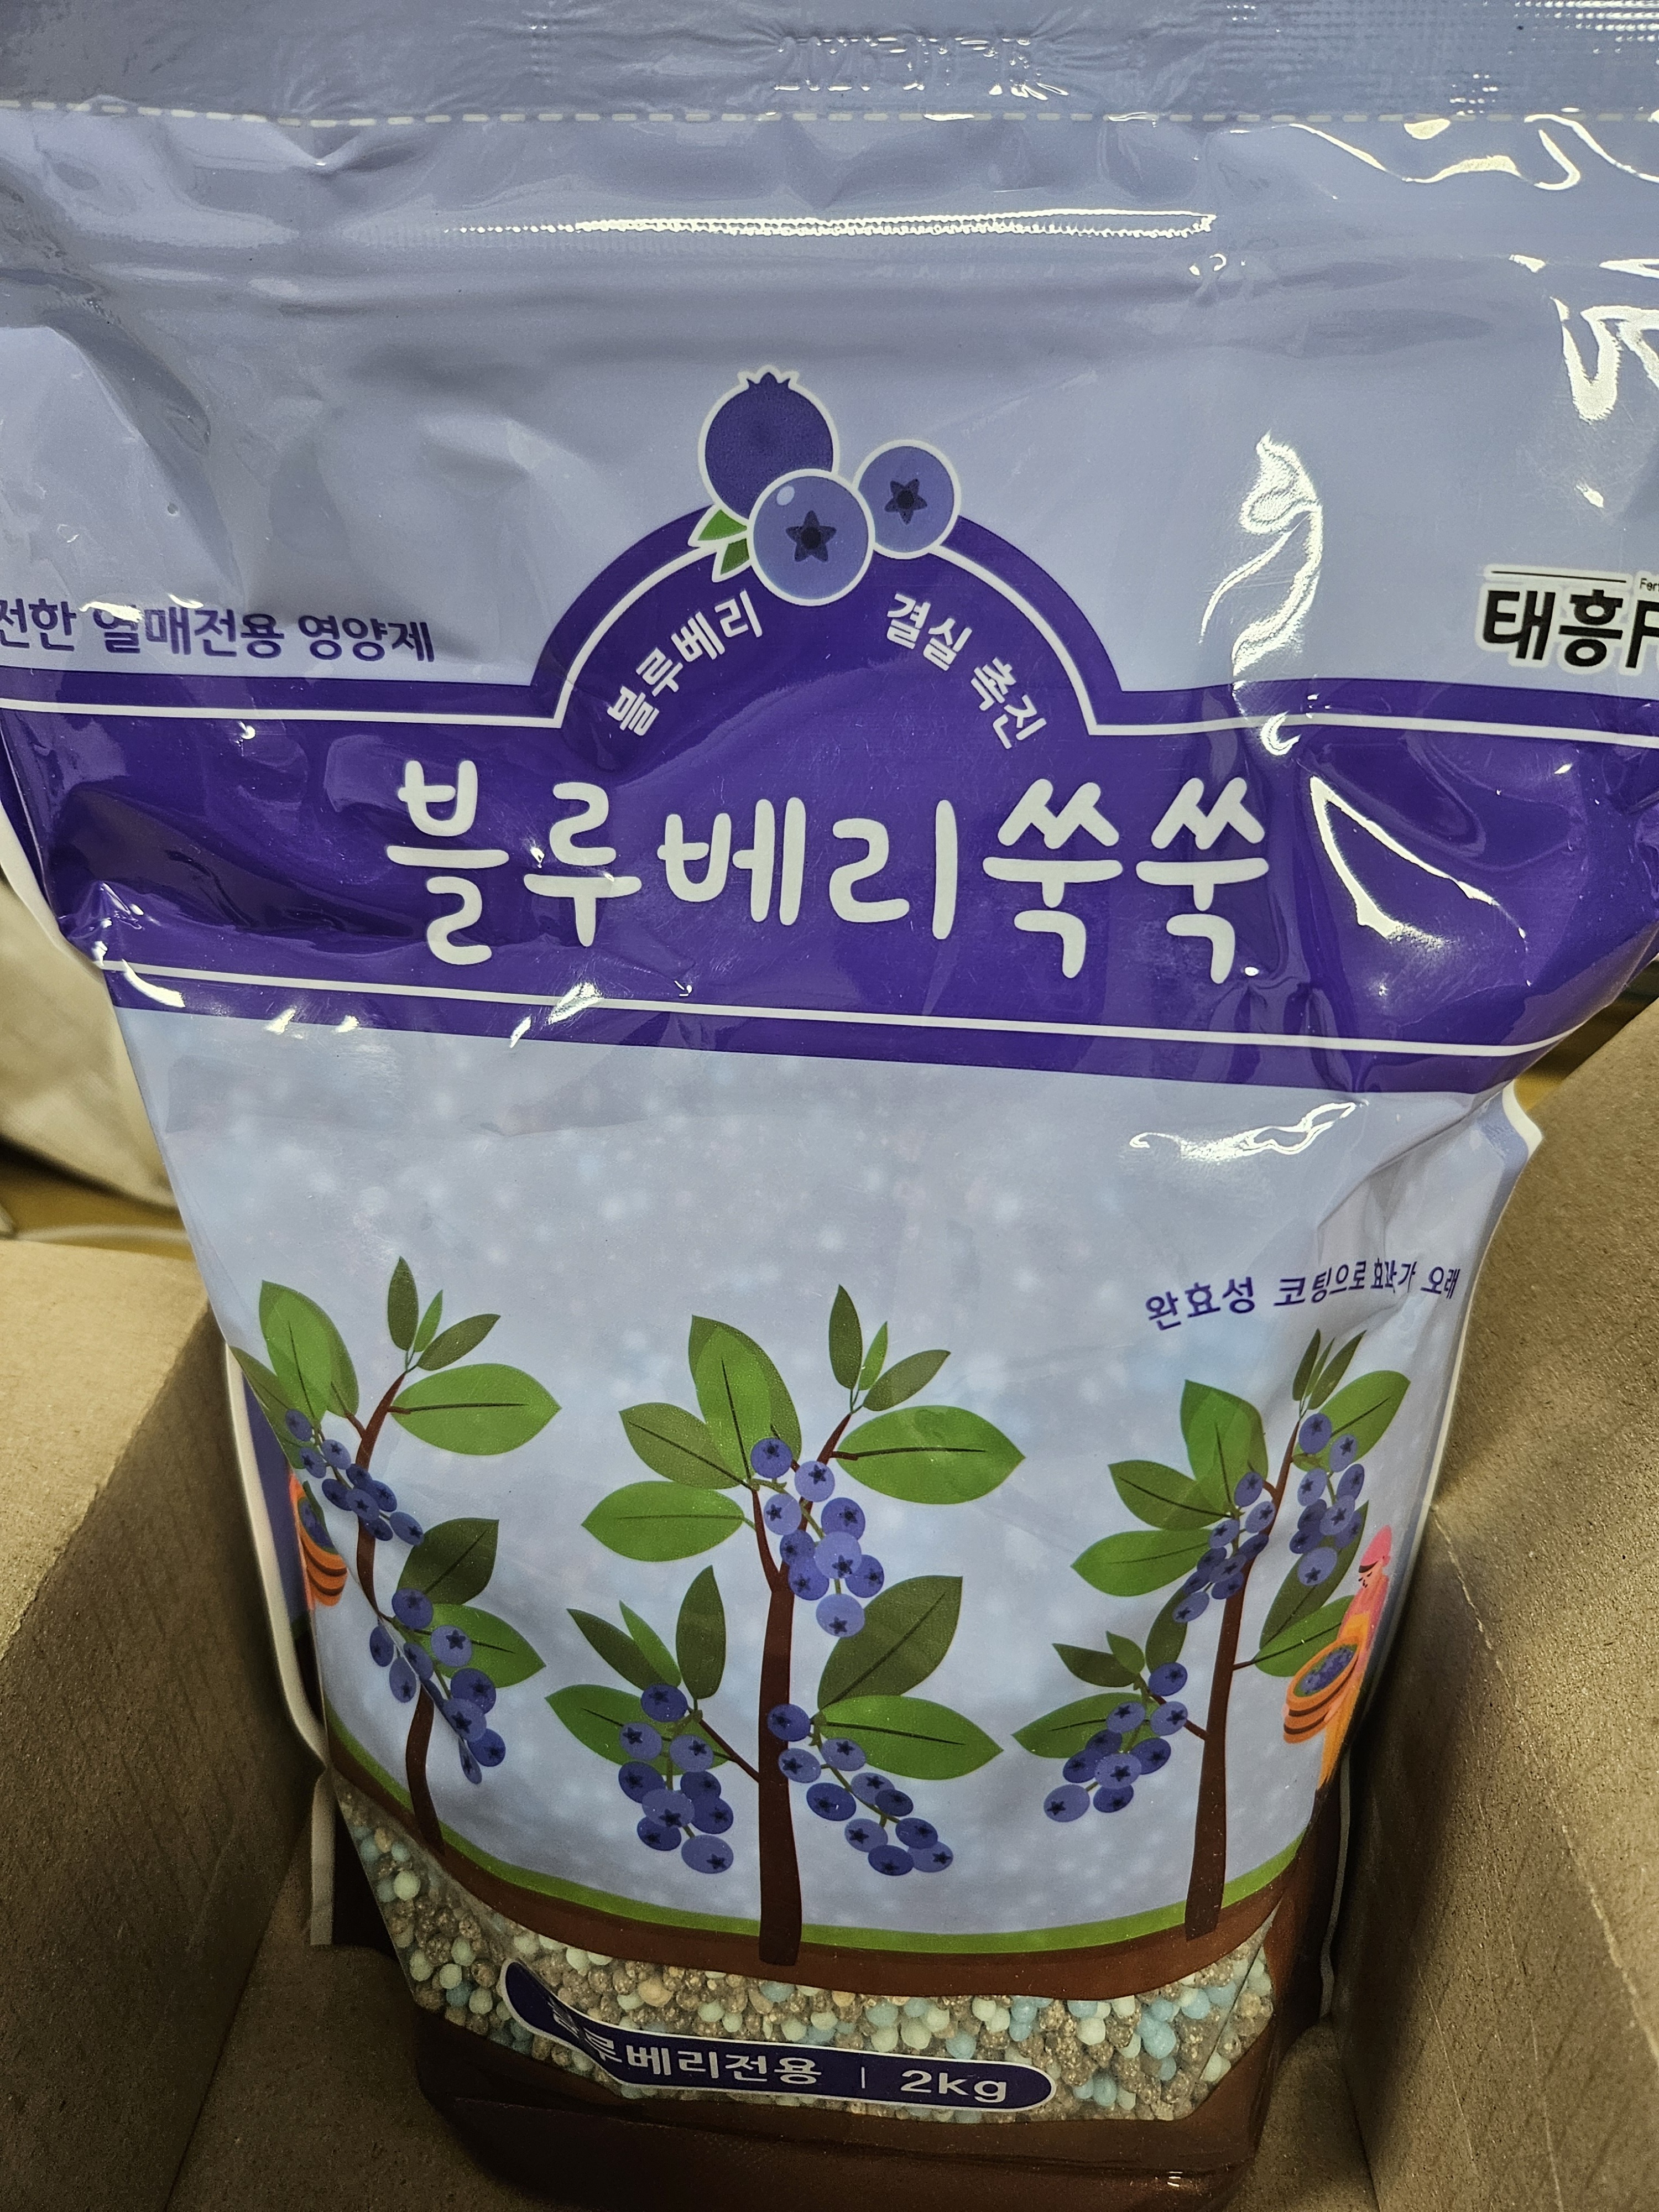 전한 열매전용 영양제
태흥F
블루베리 결실 촉진
블루베리쑥쑥
완효성 코팅으로 효과가 오래
루베리전용 | 2kg